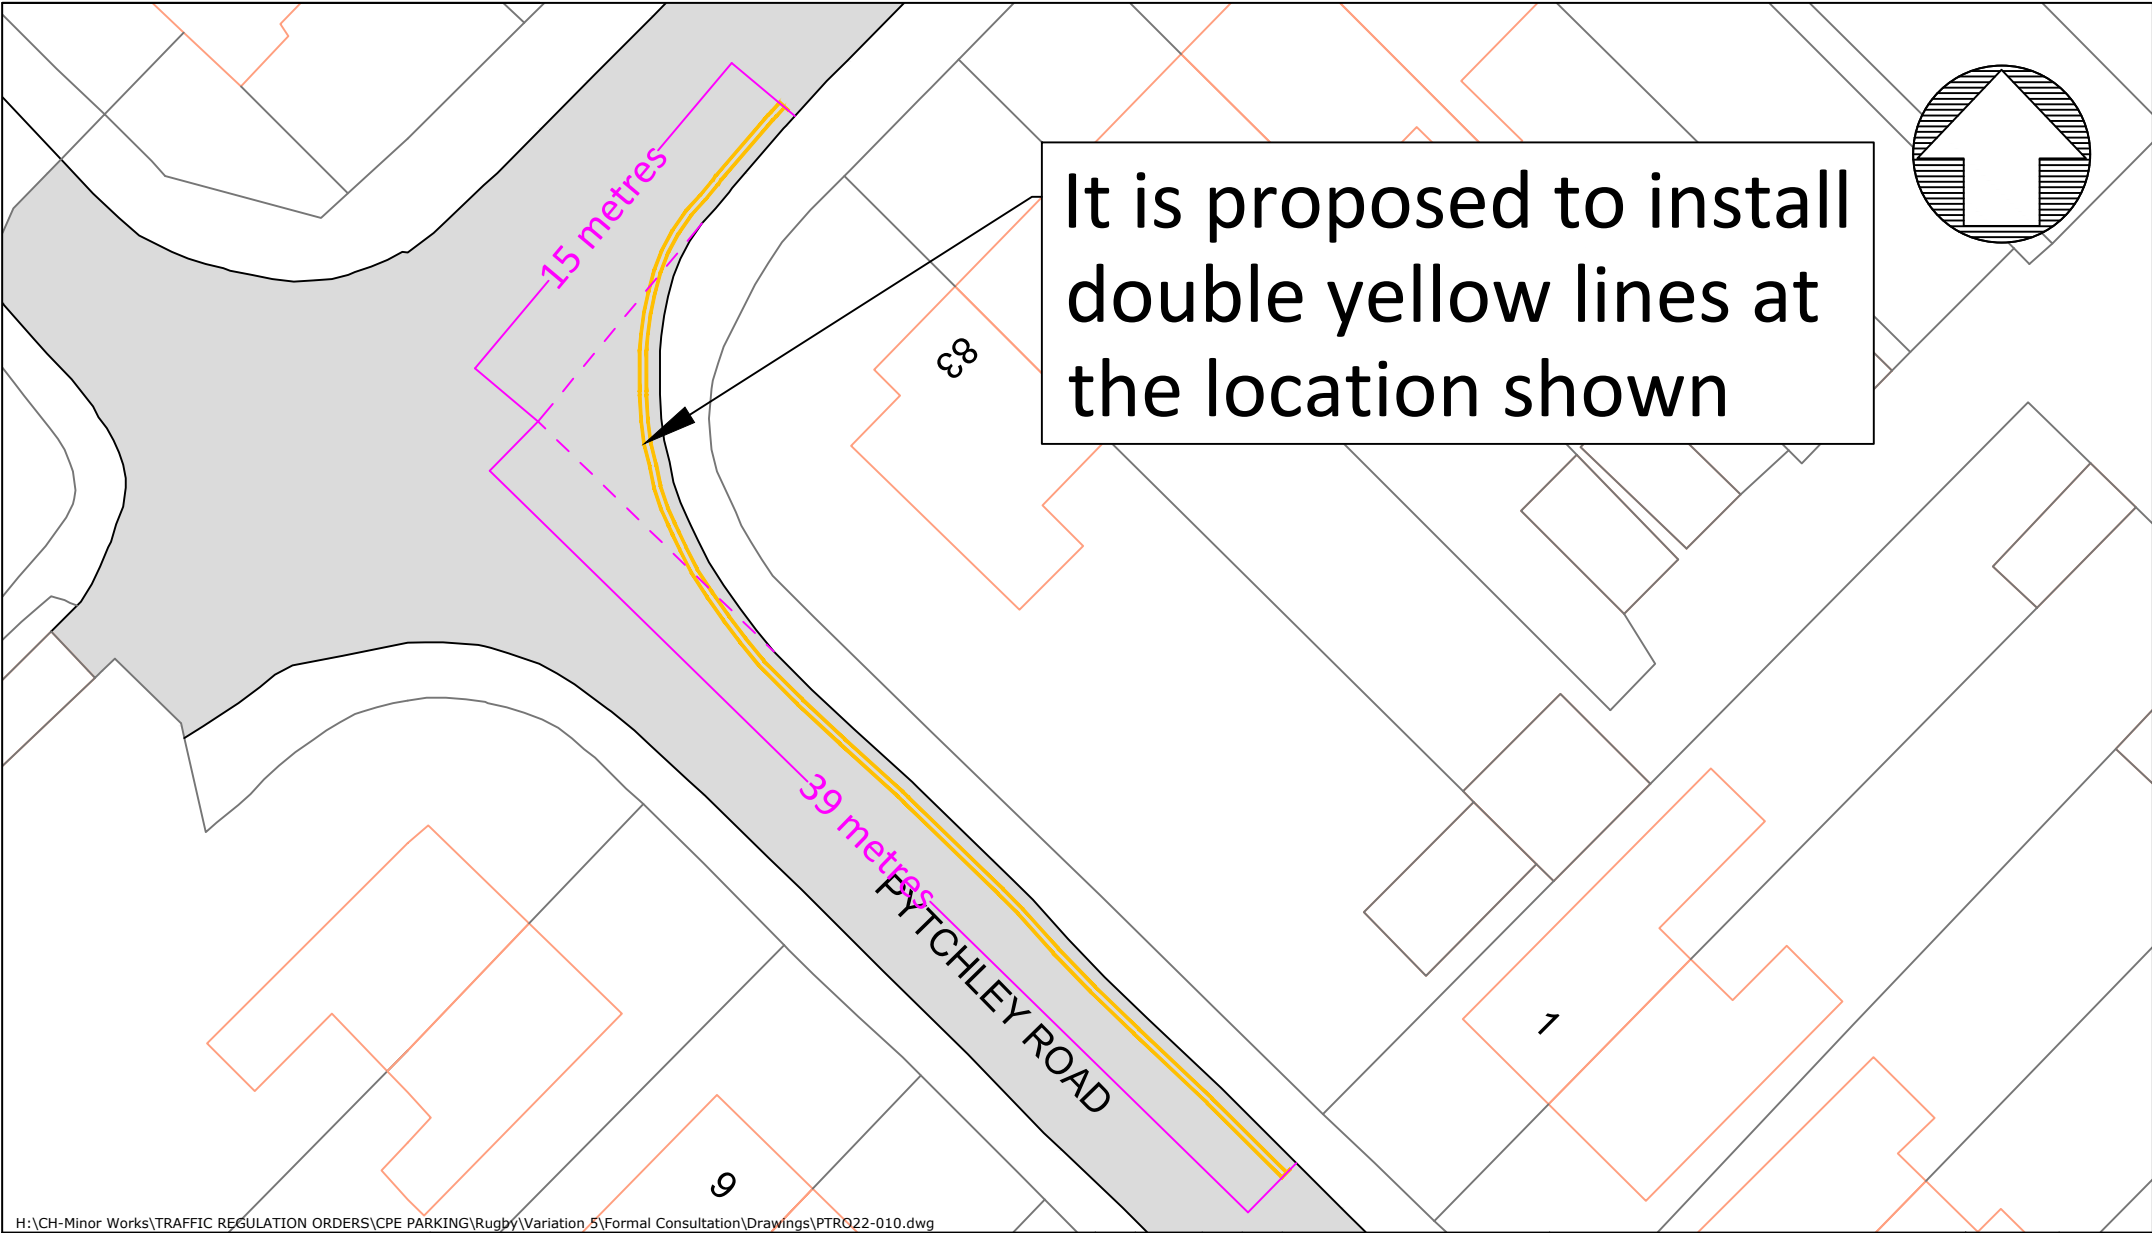 It is proposed to install
double yellow lines at
the location shown
15 metres
83
39 metres
PYTCHLEY ROAD
1
9
H:\CH-Minor Works\TRAFFIC REGULATION ORDERS\CPE PARKING\Rugby\Variation 5\Formal Consultation\Drawings\PTRO22-010.dwg